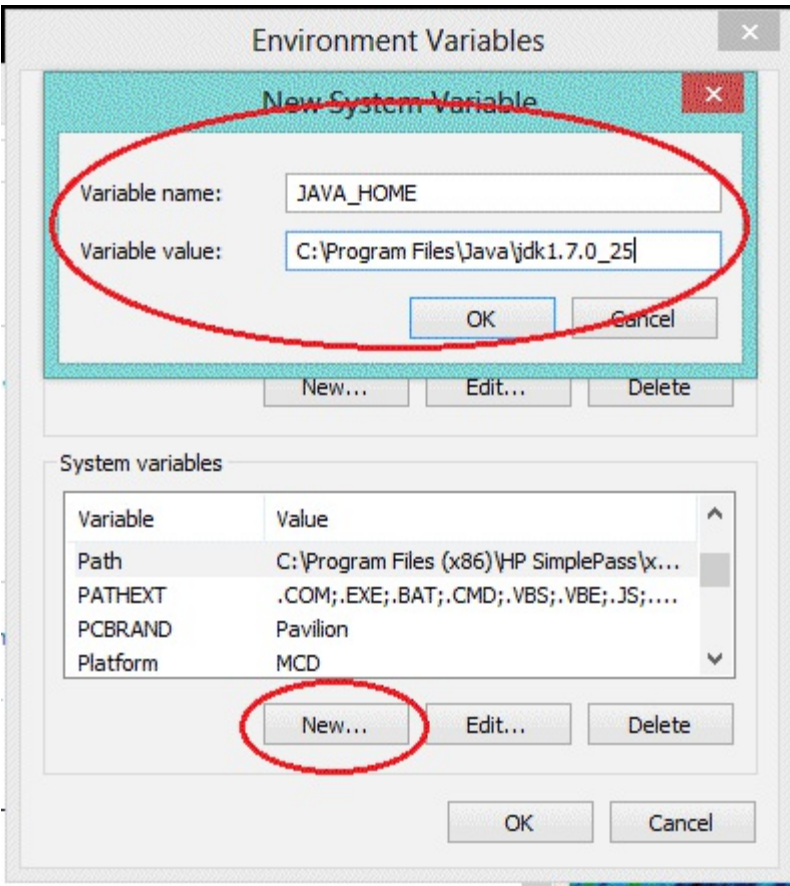 Environment Variables
New System Variable
Variable name: JAVA_HOME
Variable value: C:\Program Files\Java\jdk1.7.0_25
OK Cancel
New... Edit... Delete
System variables
Variable Value
Path C:\Program Files (x86)\HP SimplePass\x...
PATHEXT .COM;.EXE;.BAT;.CMD;.VBS;.VBE;.JS;....
PCBRAND Pavilion
Platform MCD
New... Edit... Delete
OK Cancel